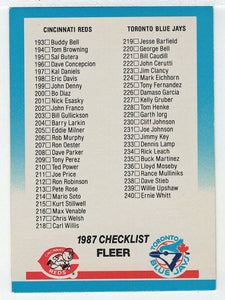 CINCINNATI REDS
193 Buddy Bell
194 Tom Browning
195 Sal Butera
196 Dave Concepcion
197 Kal Daniels
198 Eric Davis
199 John Denny
200 Bo Diaz
201 Nick Esasky
202 John Franco
203 Bill Gullickson
204 Barry Larkin
205 Eddie Milner
206 Rob Murphy
207 Ron Oester
208 Dave Parker
209 Tony Perez
210 Ted Power
211 Joe Price
212 Ron Robinson
213 Pete Rose
214 Mario Soto
215 Kurt Stillwell
216 Max Venable
217 Chris Welsh
218 Carl Willis
TORONTO BLUE JAYS
219 Jesse Barfield
220 George Bell
221 Bill Caudill
222 John Cerutti
223 Jim Clancy
224 Mark Eichhorn
225 Tony Fernandez
226 Damaso Garcia
227 Kelly Gruber
228 Tom Henke
229 Garth Iorg
230 Cliff Johnson
231 Joe Johnson
232 Jimmy Key
233 Dennis Lamp
234 Rick Leach
235 Buck Martinez
236 Lloyd Moseby
237 Rance Mulliniks
238 Dave Stieb
239 Willie Upshaw
240 Ernie Whitt
1987 CHECKLIST
FLEER
CINCINNATI
REDS
TORONTO
BLUE JAYS